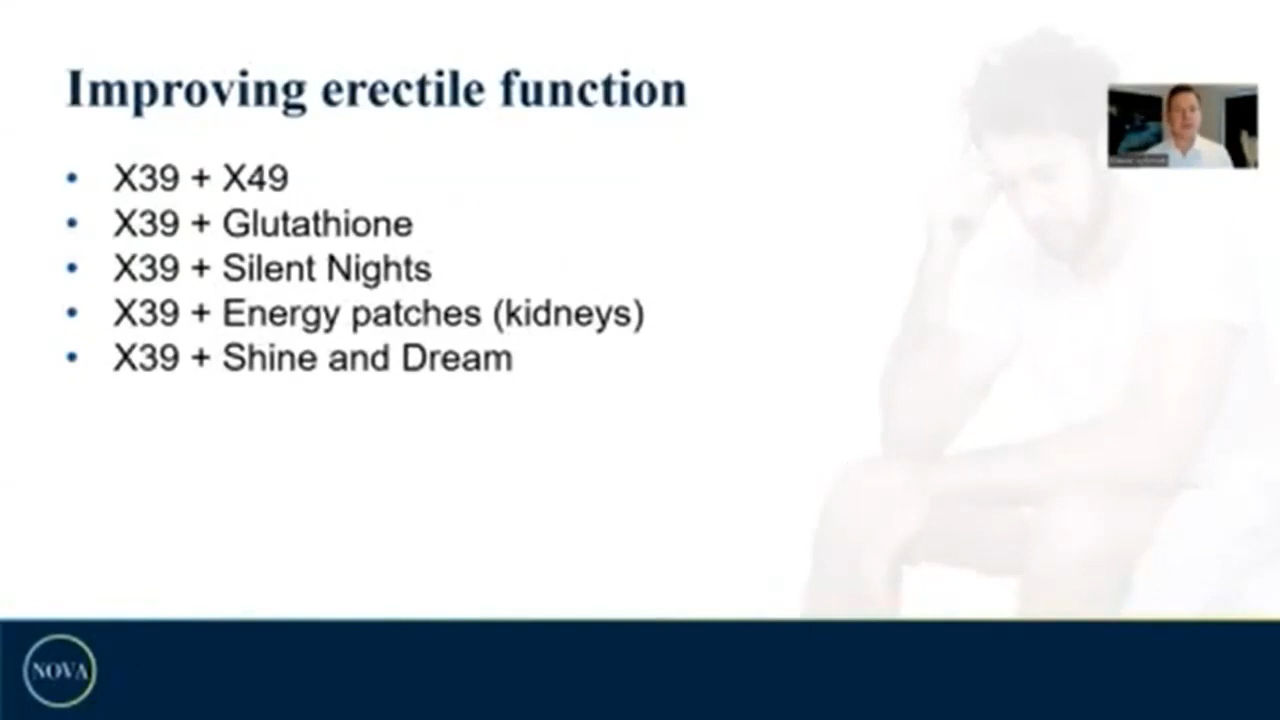 Improving erectile function
• X39 + X49
• X39 + Glutathione
• X39 + Silent Nights
• X39 + Energy patches (kidneys)
• X39 + Shine and Dream
NOVA